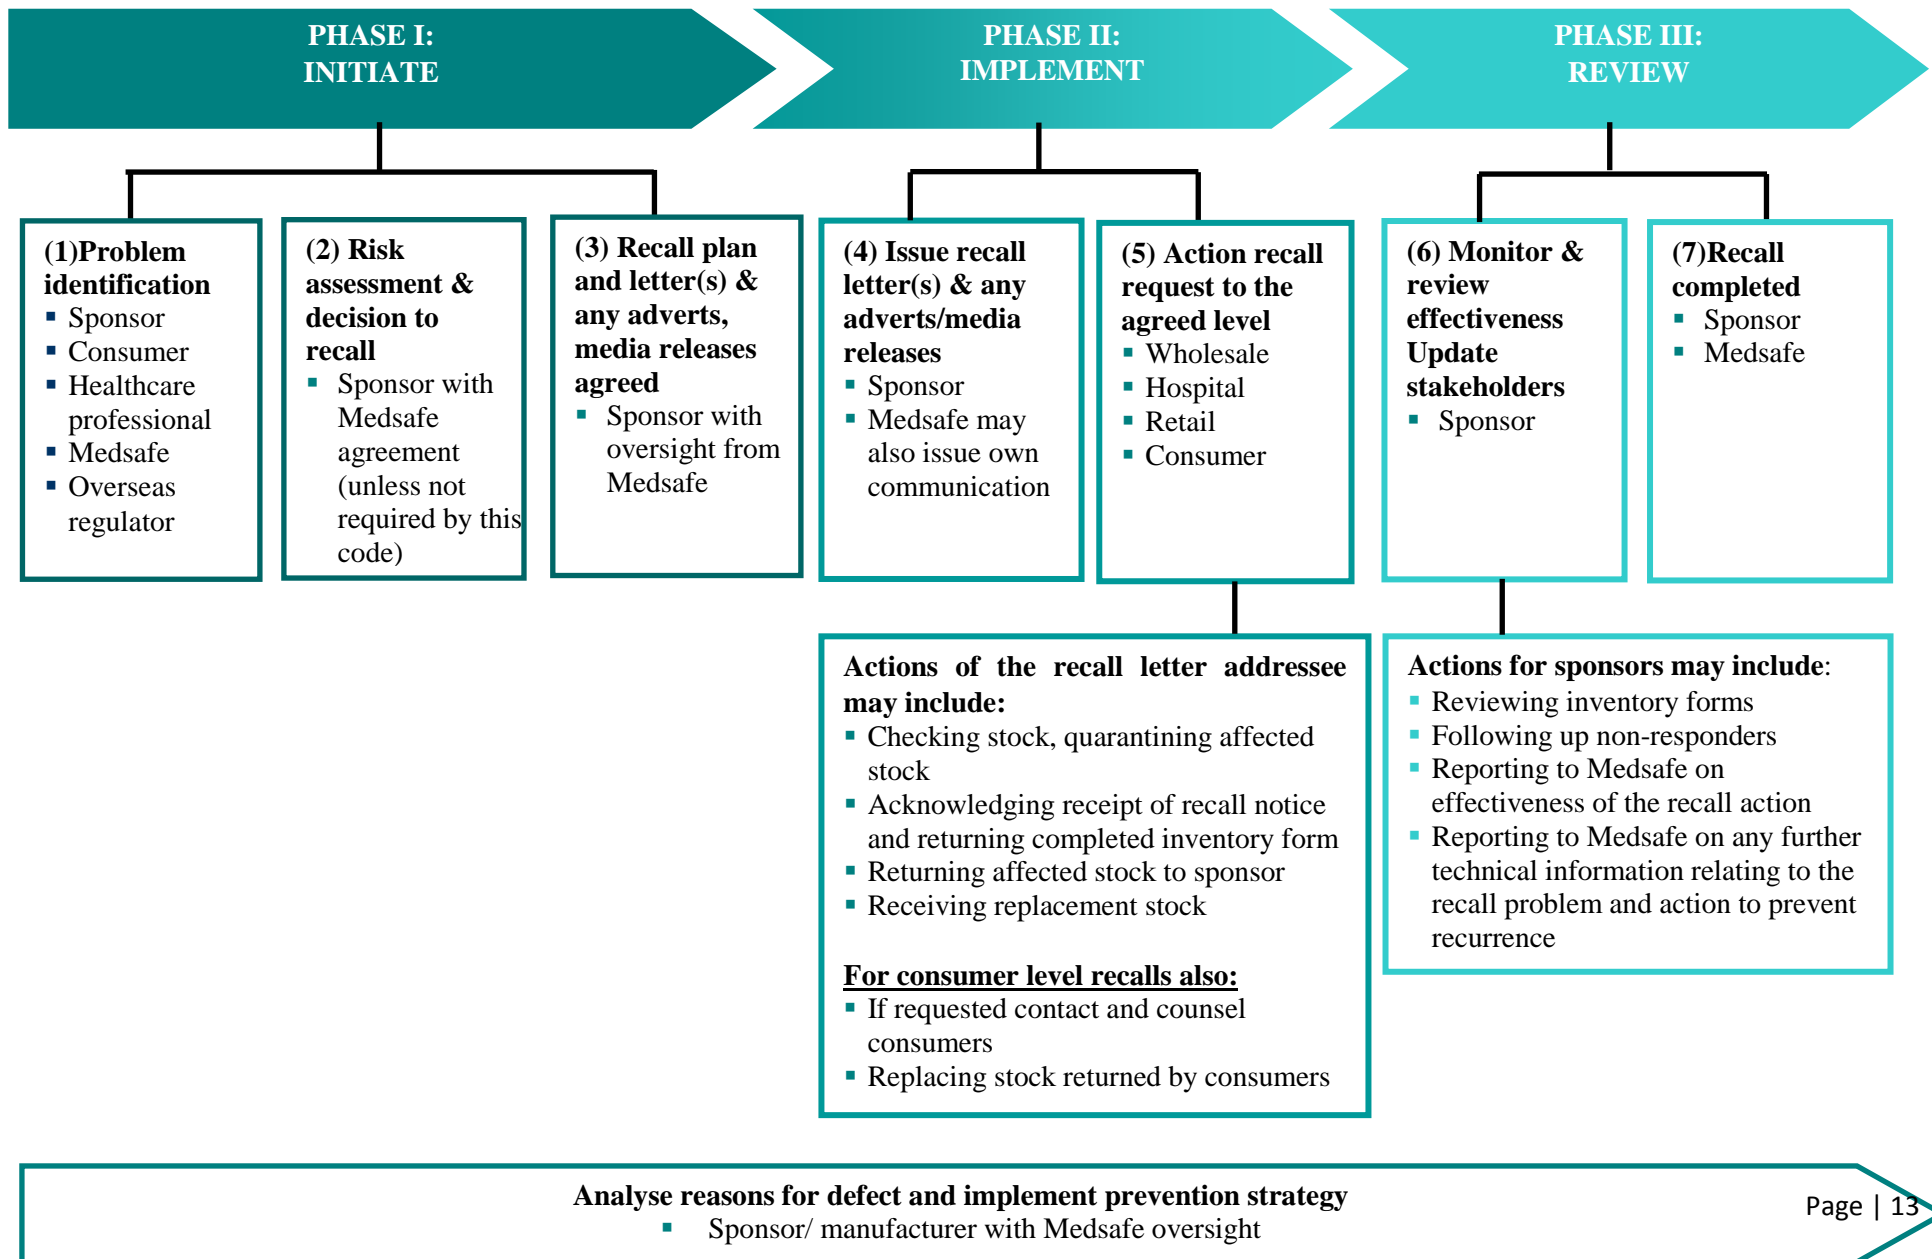 PHASE I:
INITIATE
PHASE II:
IMPLEMENT
PHASE III:
REVIEW
(1)Problem
identification
▪ Sponsor
▪ Consumer
▪ Healthcare
professional
▪ Medsafe
▪ Overseas
regulator
(2) Risk
assessment &
decision to
recall
▪ Sponsor with
Medsafe
agreement
(unless not
required by this
code)
(3) Recall plan
and letter(s) &
any adverts,
media releases
agreed
▪ Sponsor with
oversight from
Medsafe
(4) Issue recall
letter(s) & any
adverts/media
releases
▪ Sponsor
▪ Medsafe may
also issue own
communication
(5) Action recall
request to the
agreed level
▪ Wholesale
▪ Hospital
▪ Retail
▪ Consumer
(6) Monitor &
review
effectiveness
Update
stakeholders
▪ Sponsor
(7)Recall
completed
▪ Sponsor
▪ Medsafe
Actions of the recall letter addressee
may include:
▪ Checking stock, quarantining affected
stock
▪ Acknowledging receipt of recall notice
and returning completed inventory form
▪ Returning affected stock to sponsor
▪ Receiving replacement stock
For consumer level recalls also:
▪ If requested contact and counsel
consumers
▪ Replacing stock returned by consumers
Actions for sponsors may include:
▪ Reviewing inventory forms
▪ Following up non-responders
▪ Reporting to Medsafe on
effectiveness of the recall action
▪ Reporting to Medsafe on any further
technical information relating to the
recall problem and action to prevent
recurrence
Analyse reasons for defect and implement prevention strategy
▪ Sponsor/ manufacturer with Medsafe oversight
Page | 13